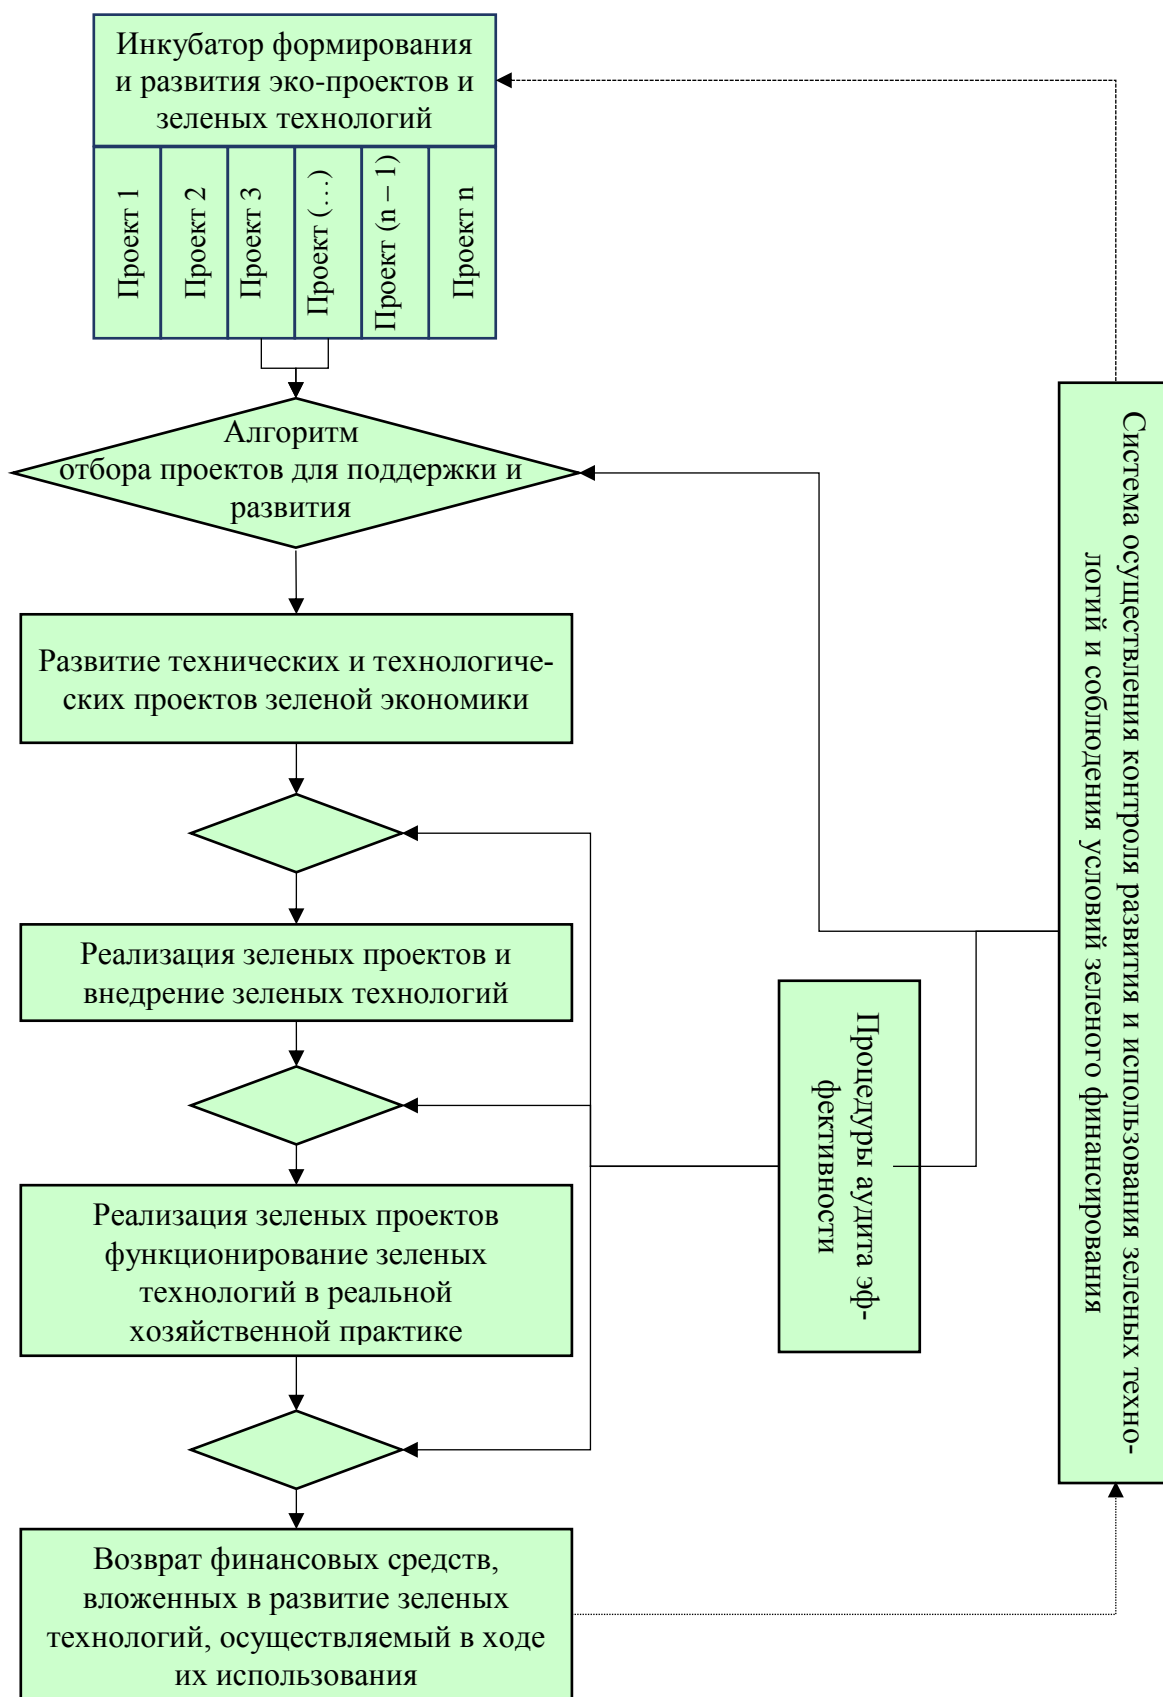 Инкубатор формирования
и развития эко-проектов и
зеленых технологий
Проект 1
Проект 2
Проект 3
Проект (…)
Проект (n – 1)
Проект n
Алгоритм
отбора проектов для поддержки и
развития
Развитие технических и технологиче-
ских проектов зеленой экономики
Реализация зеленых проектов и
внедрение зеленых технологий
Реализация зеленых проектов
функционирование зеленых
технологий в реальной
хозяйственной практике
Возврат финансовых средств,
вложенных в развитие зеленых
технологий, осуществляемый в ходе
их использования
Процедуры аудита эф-
фективности
Система осуществления контроля развития и использования зеленых техно-
логий и соблюдения условий зеленого финансирования